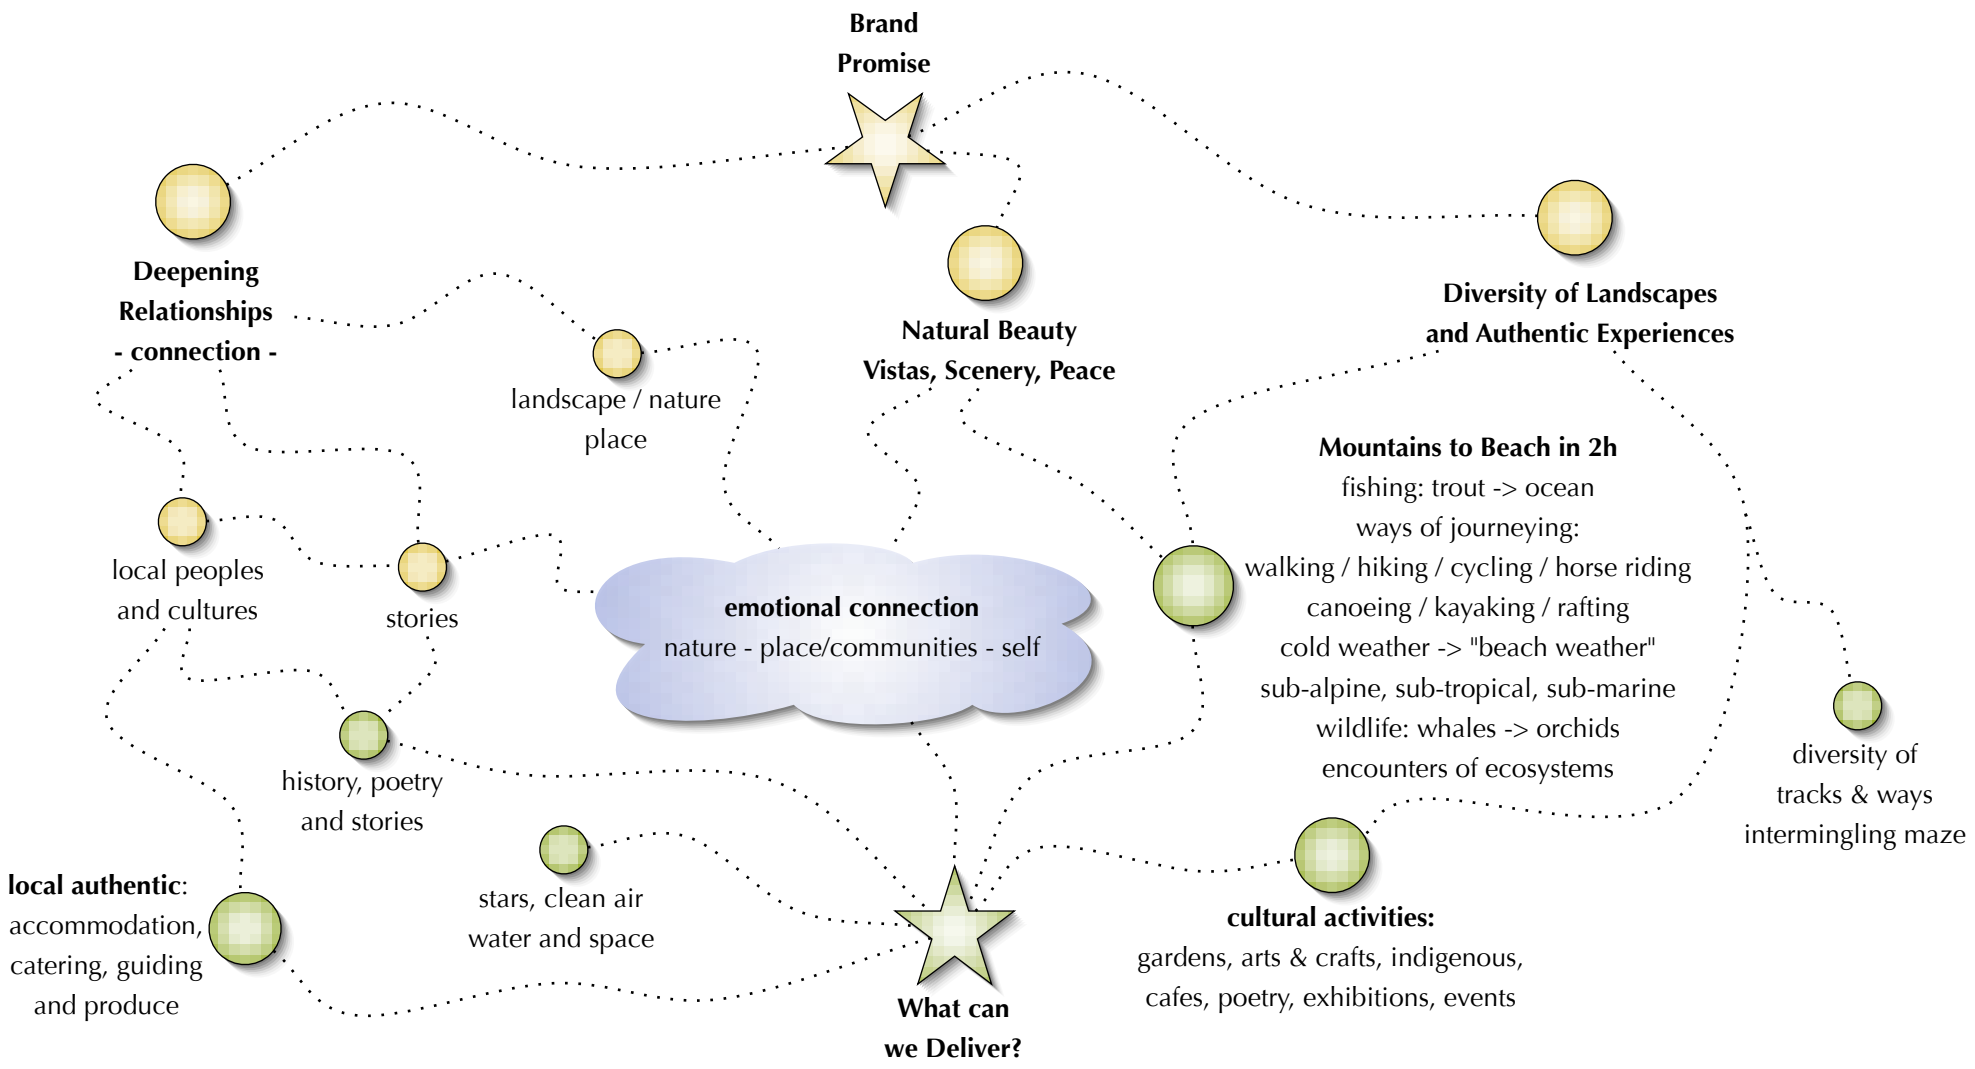 Brand
Promise
Deepening
Relationships
- connection -
Natural Beauty
Vistas, Scenery, Peace
Diversity of Landscapes
and Authentic Experiences
landscape / nature
place
local peoples
and cultures
stories
emotional connection
nature - place/communities - self
Mountains to Beach in 2h
fishing: trout -> ocean
ways of journeying:
walking / hiking / cycling / horse riding
canoeing / kayaking / rafting
cold weather -> "beach weather"
sub-alpine, sub-tropical, sub-marine
wildlife: whales -> orchids
encounters of ecosystems
diversity of
tracks & ways
intermingling maze
history, poetry
and stories
local authentic:
accommodation,
catering, guiding
and produce
stars, clean air
water and space
cultural activities:
gardens, arts & crafts, indigenous,
cafes, poetry, exhibitions, events
What can
we Deliver?